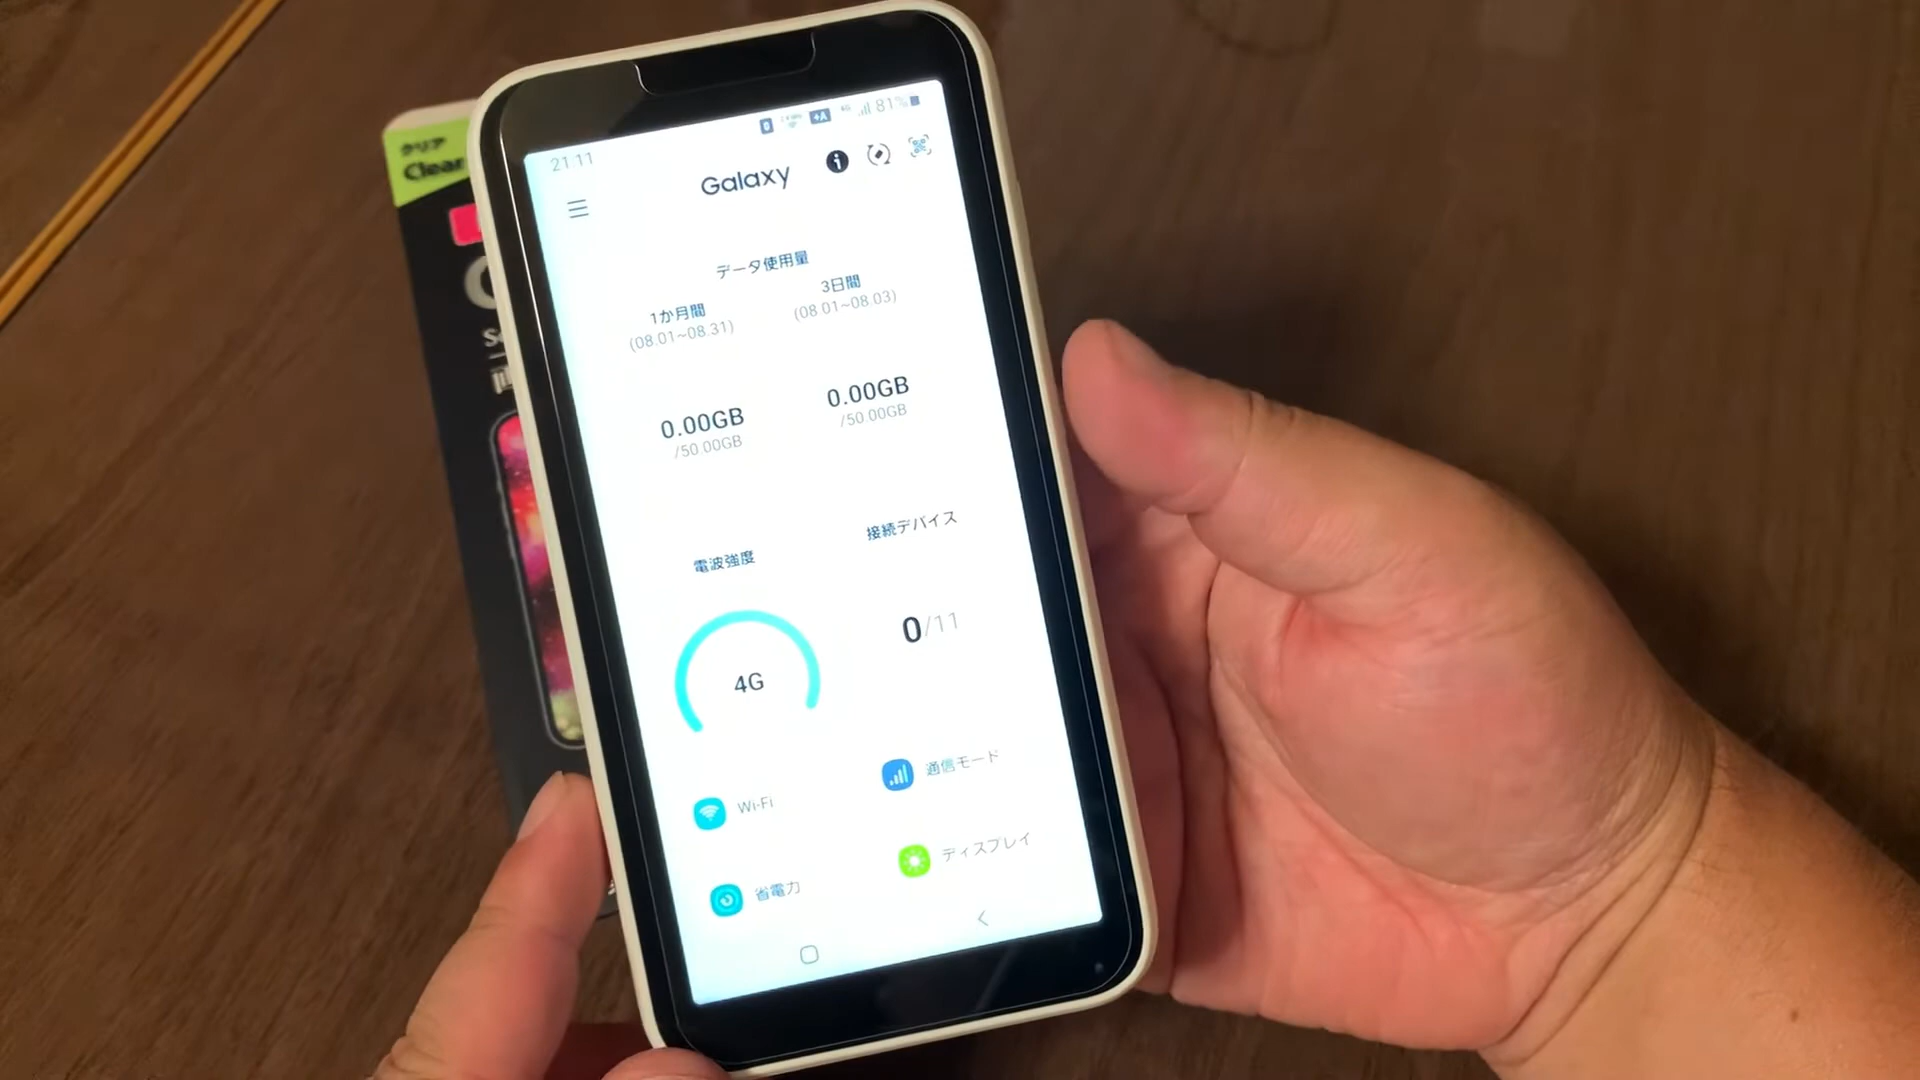 クリア
Clear
21:11
4G
81%
Galaxy
データ使用量
1か月間
(08.01~08.31)
3日間
(08.01~08.03)
0.00GB
/50.00GB
0.00GB
/50.00GB
電波強度
接続デバイス
4G
0/11
Wi-Fi
通信モード
省電力
ディスプレイ